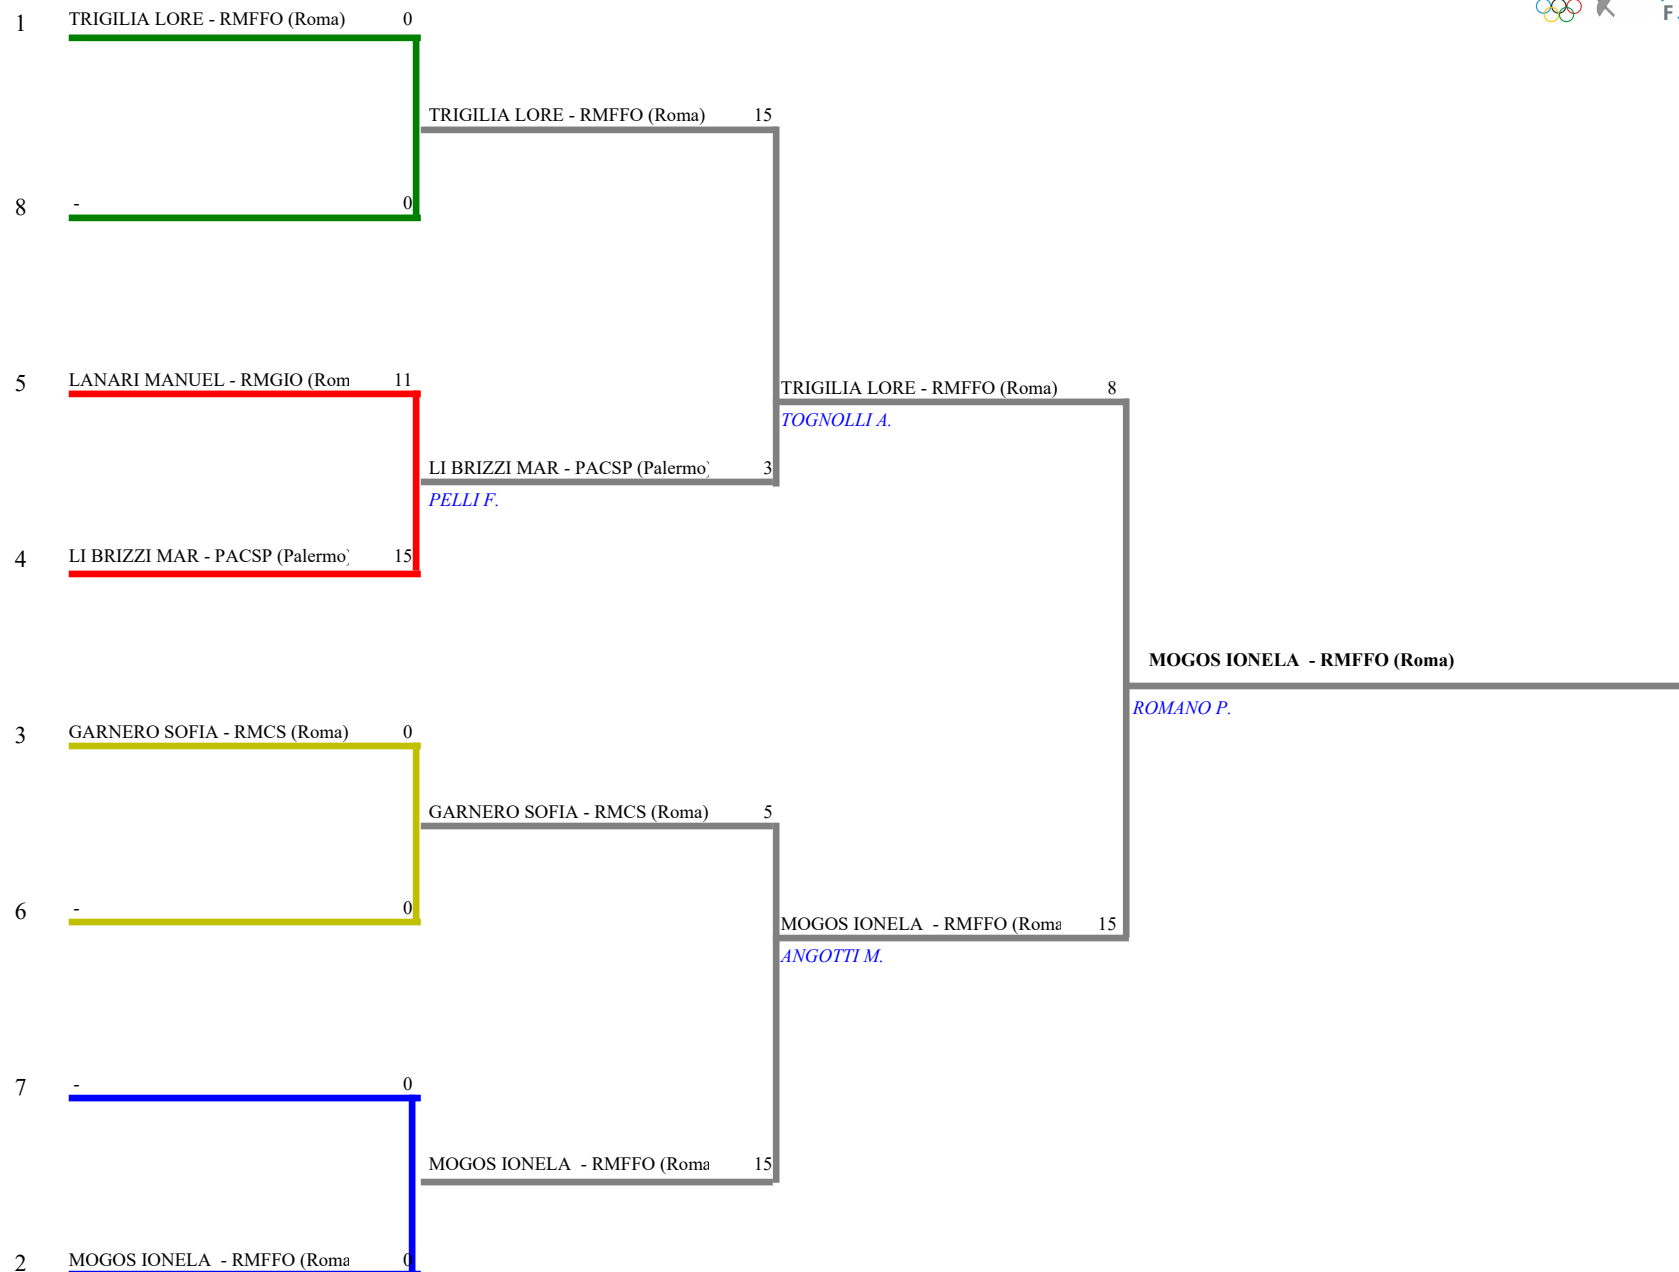 1 TRIGILIA LORE - RMFFO (Roma) 0
TRIGILIA LORE - RMFFO (Roma) 15
8 - 0
5 LANARI MANUEL - RMGIO (Rom 11
TRIGILIA LORE - RMFFO (Roma) 8
TOGNOLLI A.
LI BRIZZI MAR - PACSP (Palermo) 3
PELLI F.
4 LI BRIZZI MAR - PACSP (Palermo) 15
MOGOS IONELA - RMFFO (Roma)
ROMANO P.
3 GARNERO SOFIA - RMCS (Roma) 0
GARNERO SOFIA - RMCS (Roma) 5
6 - 0
MOGOS IONELA - RMFFO (Roma 15
ANGOTTI M.
7 - 0
MOGOS IONELA - RMFFO (Roma 15
2 MOGOS IONELA - RMFFO (Roma 0